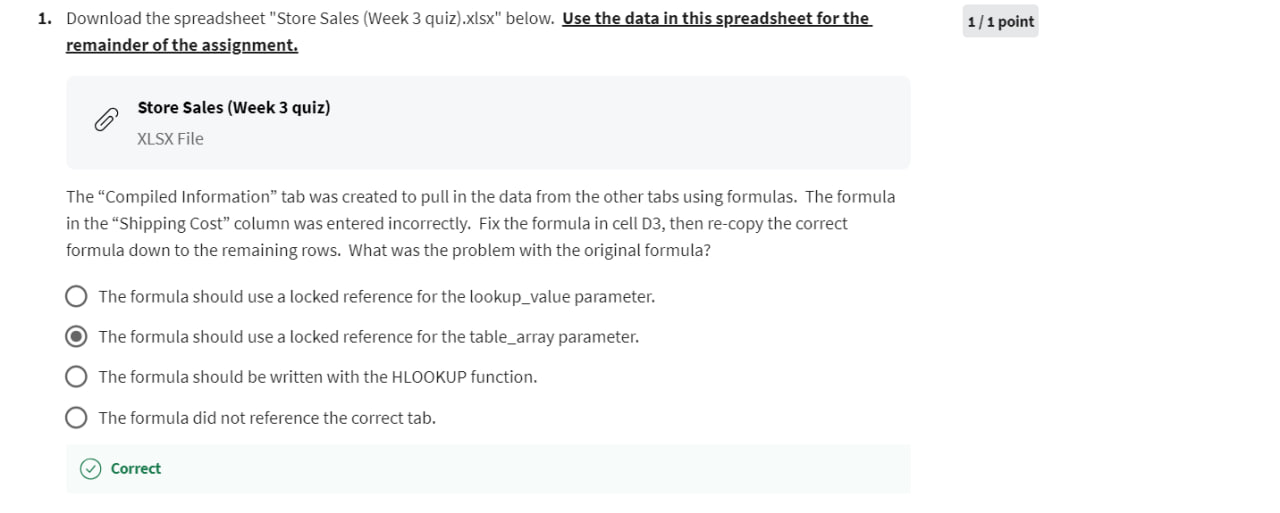 1. Download the spreadsheet "Store Sales (Week 3 quiz).xlsx" below. Use the data in this spreadsheet for the
1 / 1 point
remainder of the assignment.
Store Sales (Week 3 quiz)
XLSX File
The “Compiled Information” tab was created to pull in the data from the other tabs using formulas. The formula
in the “Shipping Cost” column was entered incorrectly. Fix the formula in cell D3, then re-copy the correct
formula down to the remaining rows. What was the problem with the original formula?
The formula should use a locked reference for the lookup_value parameter.
The formula should use a locked reference for the table_array parameter.
The formula should be written with the HLOOKUP function.
The formula did not reference the correct tab.
Correct